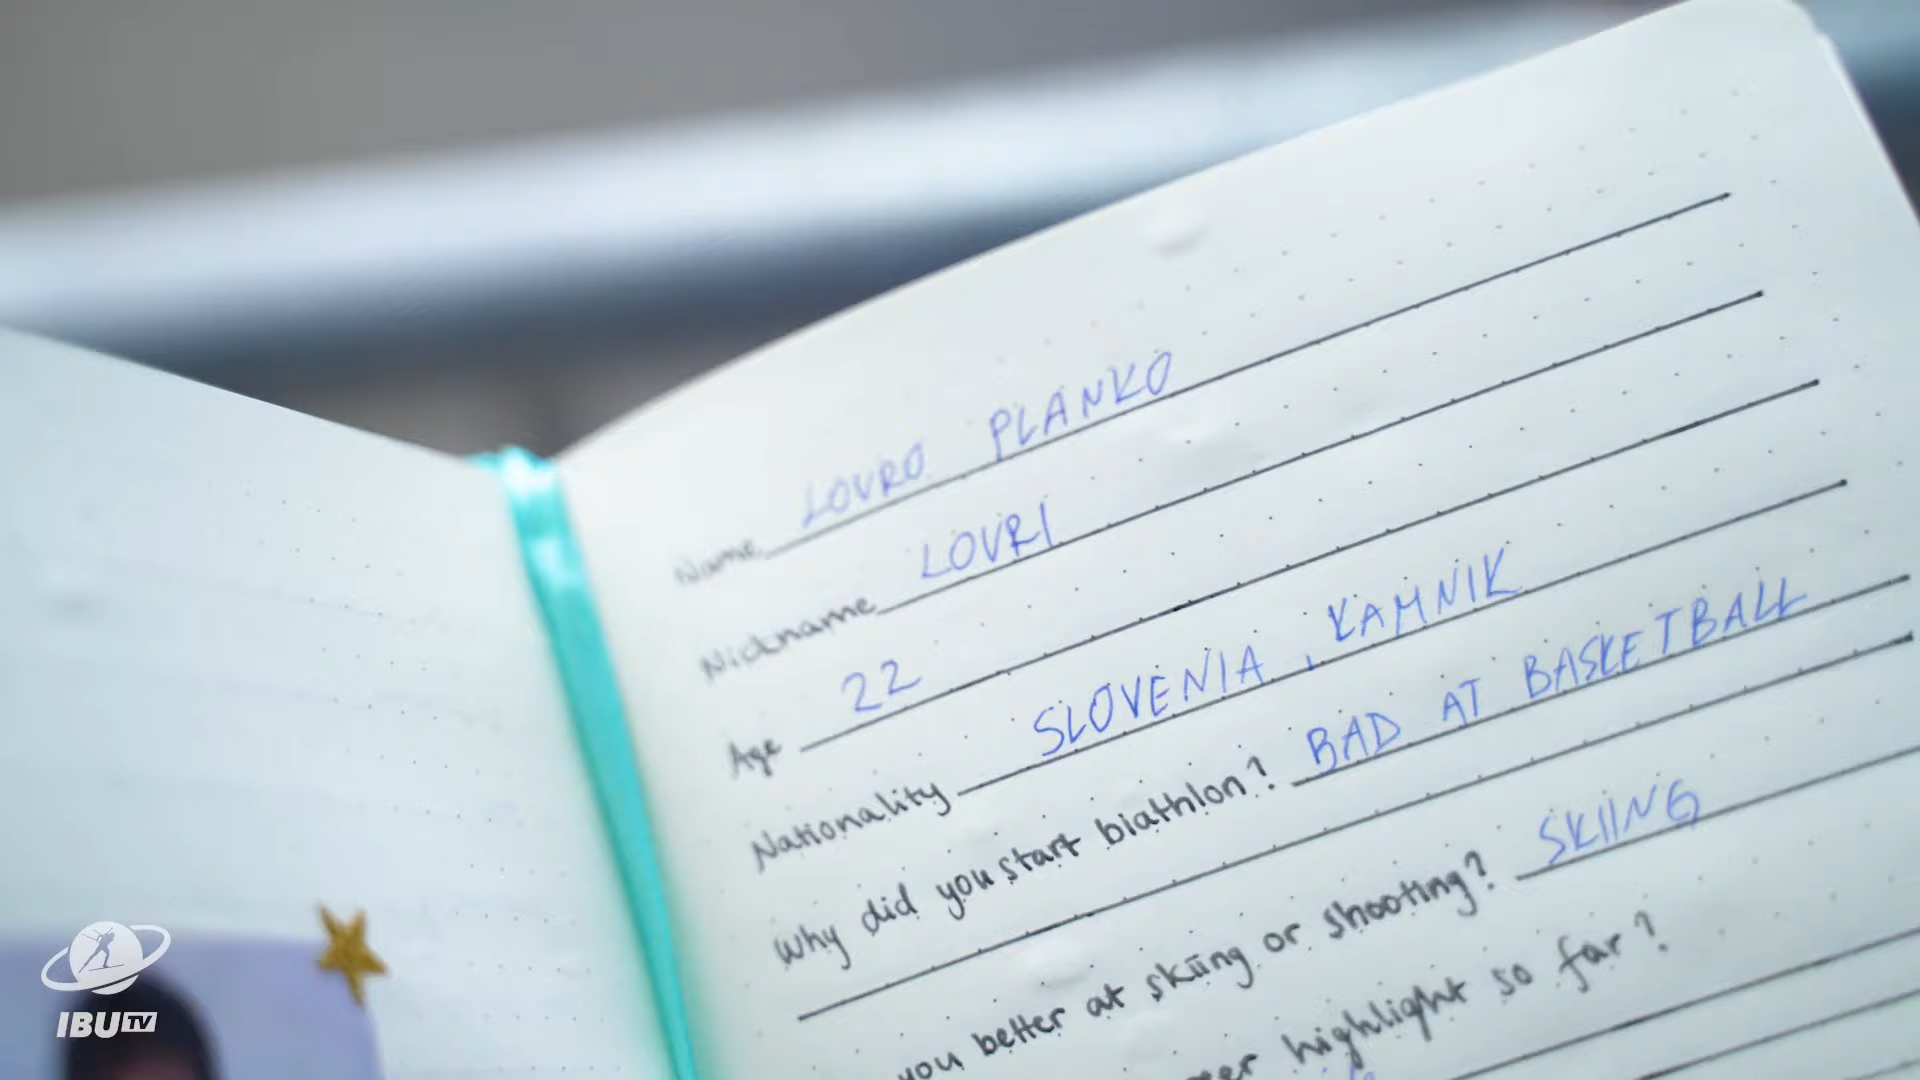 Name LOVRO PLANKO
Nickname LOVRI
Age 22
Nationality SLOVENIA, KAMNIK
Why did you start biathlon? BAD AT BASKETBALL
you better at skiing or shooting? SKIING
highlight so far?
IBU TV